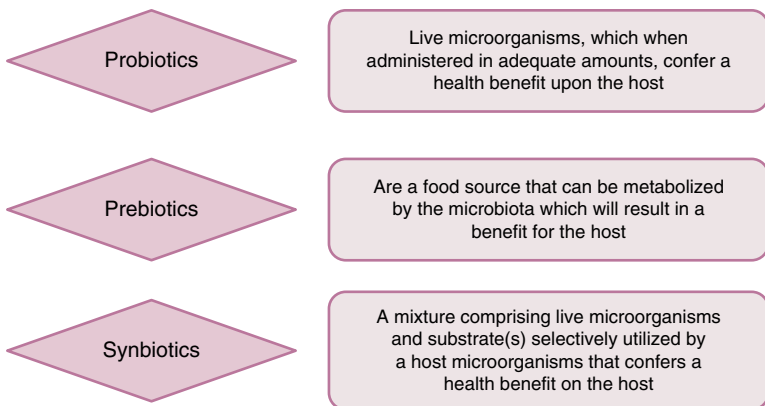 Probiotics
Live microorganisms, which when
administered in adequate amounts, confer a
health benefit upon the host
Prebiotics
Are a food source that can be metabolized
by the microbiota which will result in a
benefit for the host
Synbiotics
A mixture comprising live microorganisms
and substrate(s) selectively utilized by
a host microorganisms that confers a
health benefit on the host